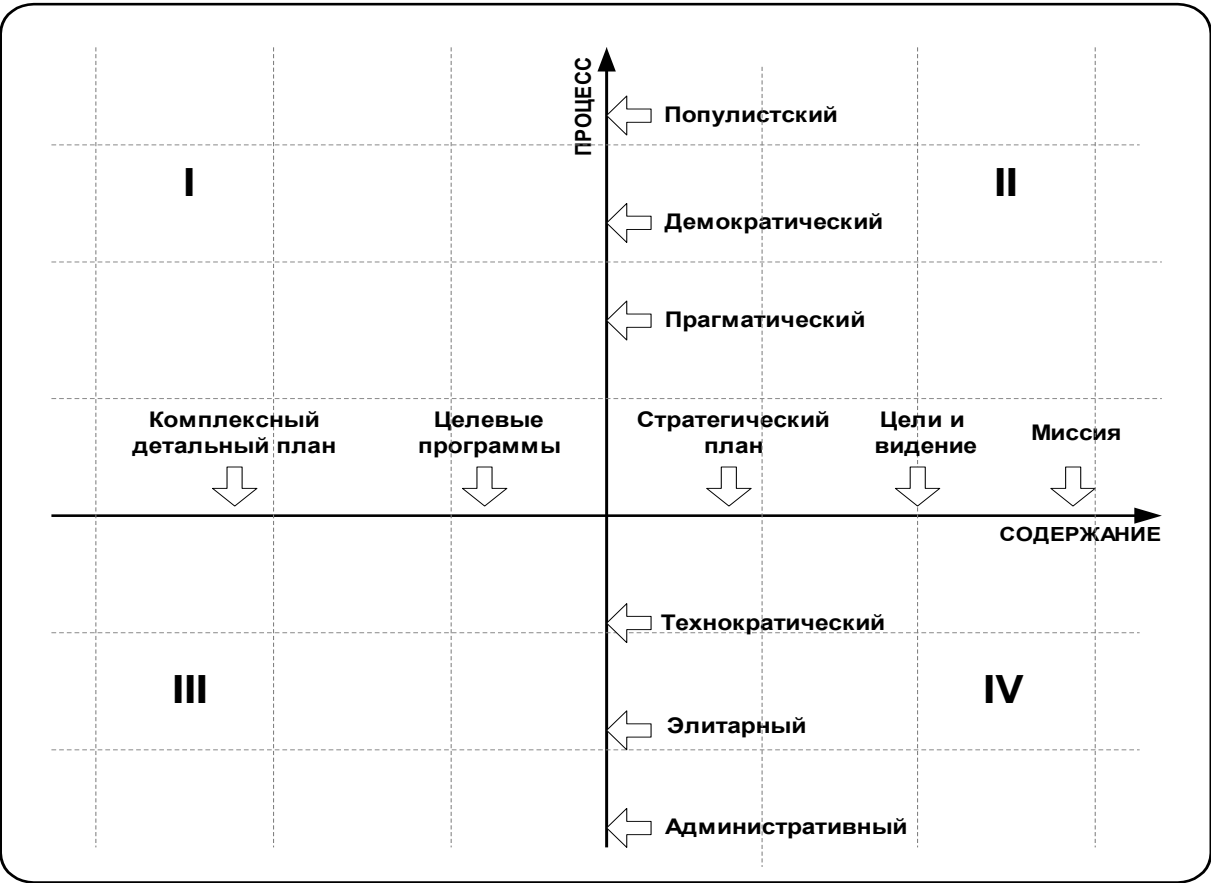 ПРОЦЕСС
Популистский
I
II
Демократический
Прагматический
Комплексный
детальный план
Целевые
программы
Стратегический
план
Цели и
видение
Миссия
СОДЕРЖАНИЕ
Технократический
III
IV
Элитарный
Административный